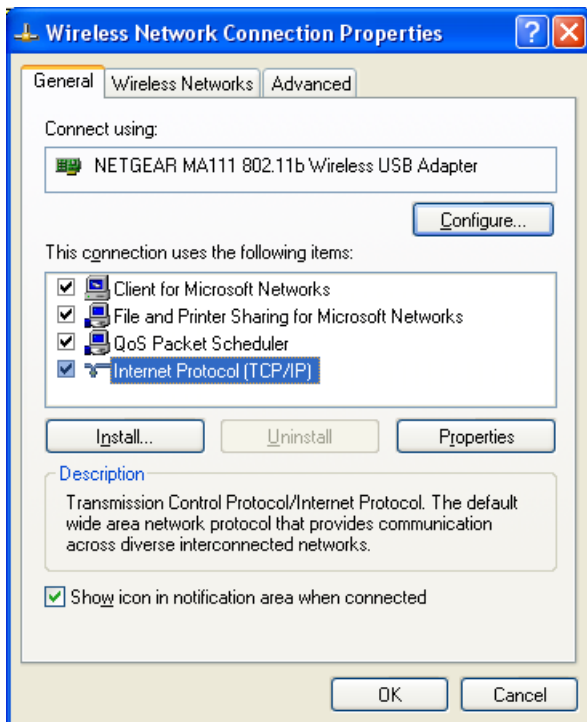 Wireless Network Connection Properties
General Wireless Networks Advanced
Connect using:
NETGEAR MA111 802.11b Wireless USB Adapter
Configure...
This connection uses the following items:
Client for Microsoft Networks
File and Printer Sharing for Microsoft Networks
QoS Packet Scheduler
Internet Protocol (TCP/IP)
Install... Uninstall Properties
Description
Transmission Control Protocol/Internet Protocol. The default
wide area network protocol that provides communication
across diverse interconnected networks.
Show icon in notification area when connected
OK Cancel